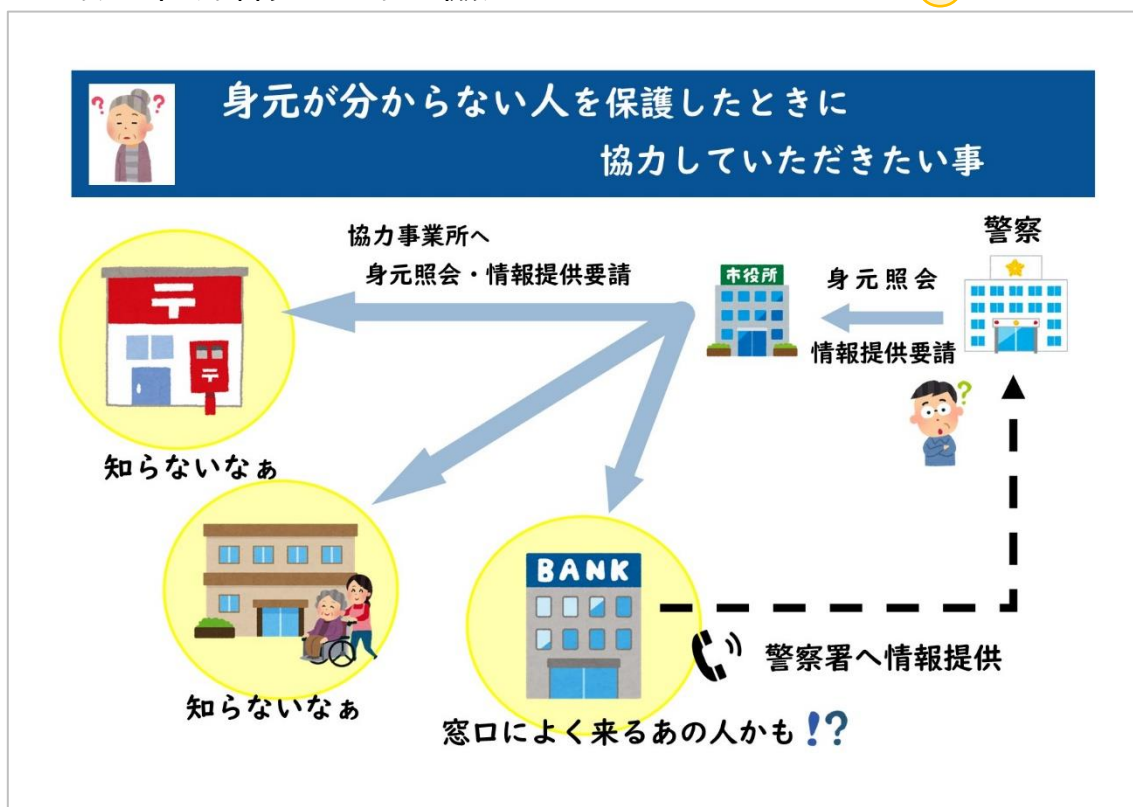 身元が分からない人を保護したときに
協力していただきたい事
協力事業所へ
身元照会・情報提供要請
市役所
身元照会
情報提供要請
警察
知らないなぁ
知らないなぁ
BANK
窓口によく来るあの人かも!?
警察署へ情報提供